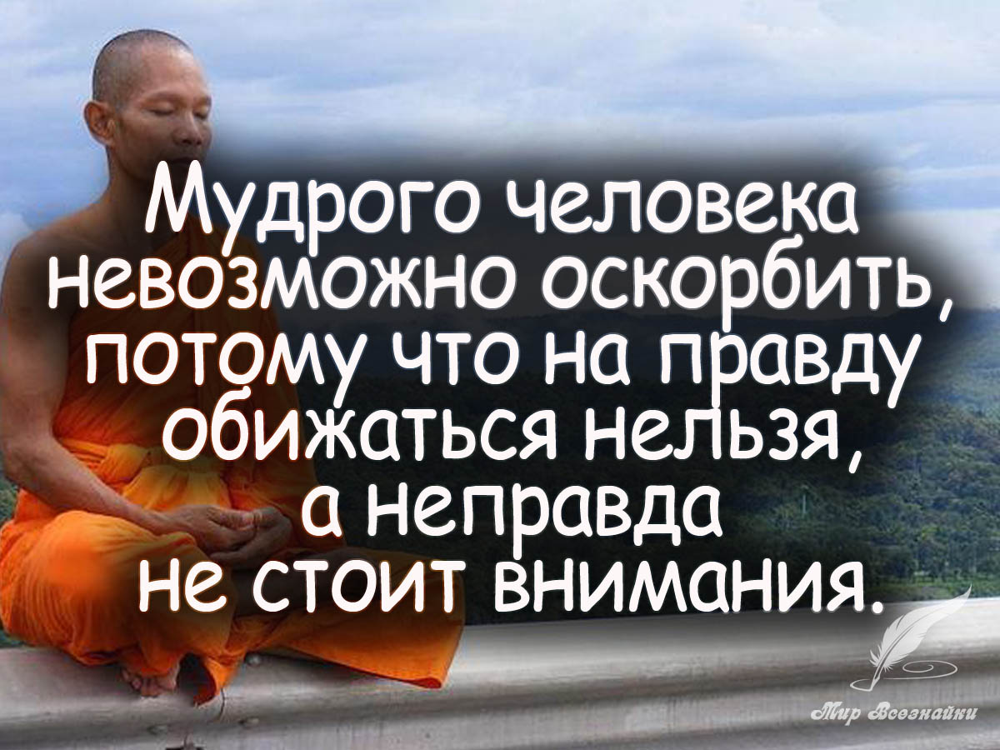 Мудрого человека
невозможно оскорбить,
потому что на правду
обижаться нельзя,
а неправда
не стоит внимания.
Мир Всезнайки